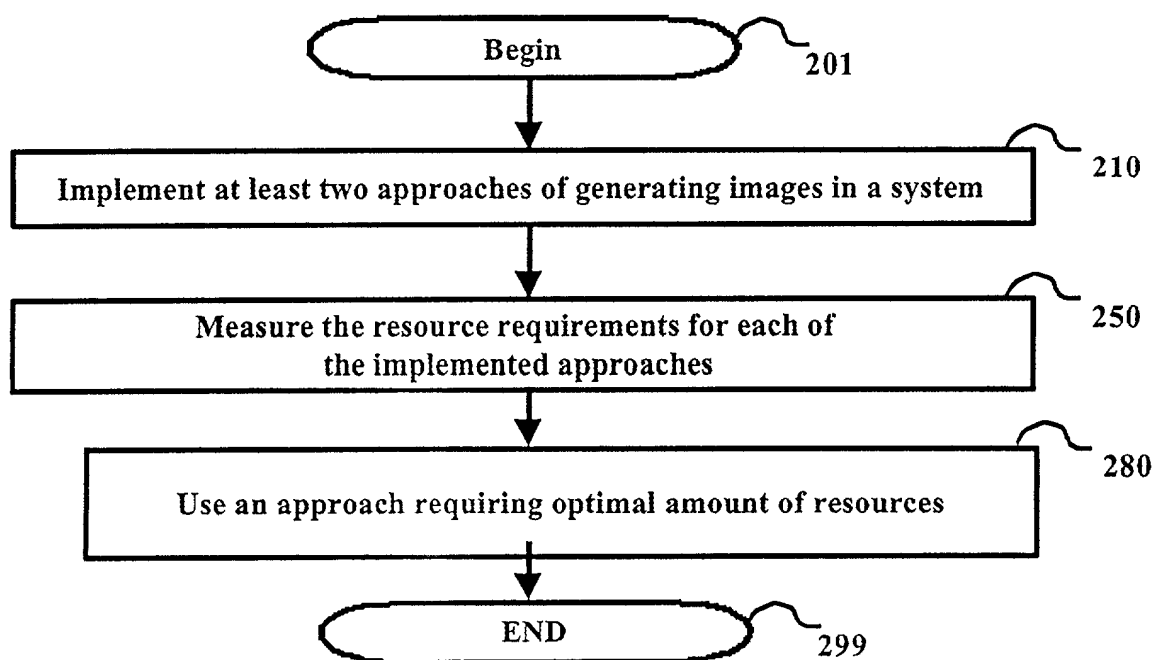 Begin
201
210
Implement at least two approaches of generating images in a system
250
Measure the resource requirements for each of
the implemented approaches
280
Use an approach requiring optimal amount of resources
END
299